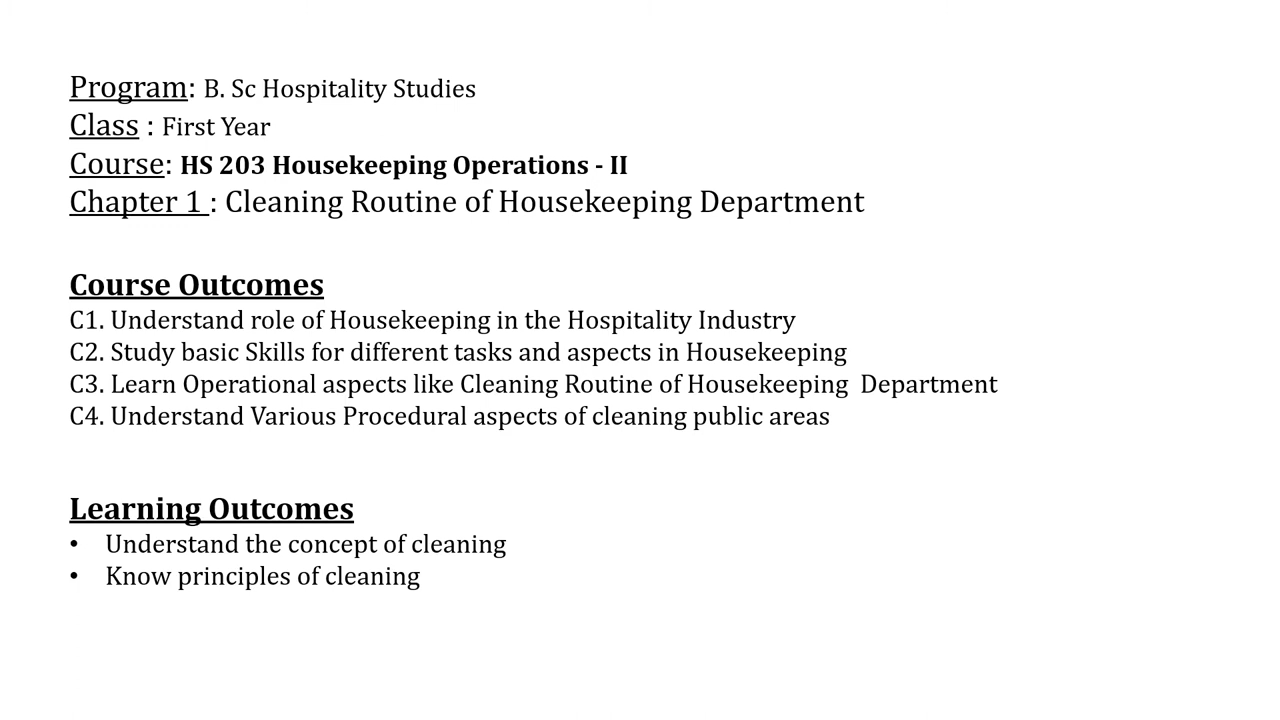 Program: B. Sc Hospitality Studies
Class : First Year
Course: HS 203 Housekeeping Operations - II
Chapter 1 : Cleaning Routine of Housekeeping Department
Course Outcomes
C1. Understand role of Housekeeping in the Hospitality Industry
C2. Study basic Skills for different tasks and aspects in Housekeeping
C3. Learn Operational aspects like Cleaning Routine of Housekeeping  Department
C4. Understand Various Procedural aspects of cleaning public areas
Learning Outcomes
• Understand the concept of cleaning
• Know principles of cleaning